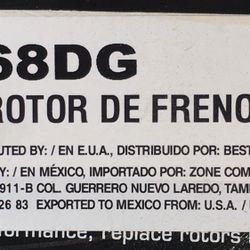 68DG
ROTOR DE FRENO
UTED BY: / EN E.U.A., DISTRIBUIDO POR: BEST
Y: / EN MÉXICO, IMPORTADO POR: ZONE COM
911-B COL. GUERRERO NUEVO LAREDO, TAM
26 83 EXPORTED TO MEXICO FROM: U.S.A. /
formance, replace rotors